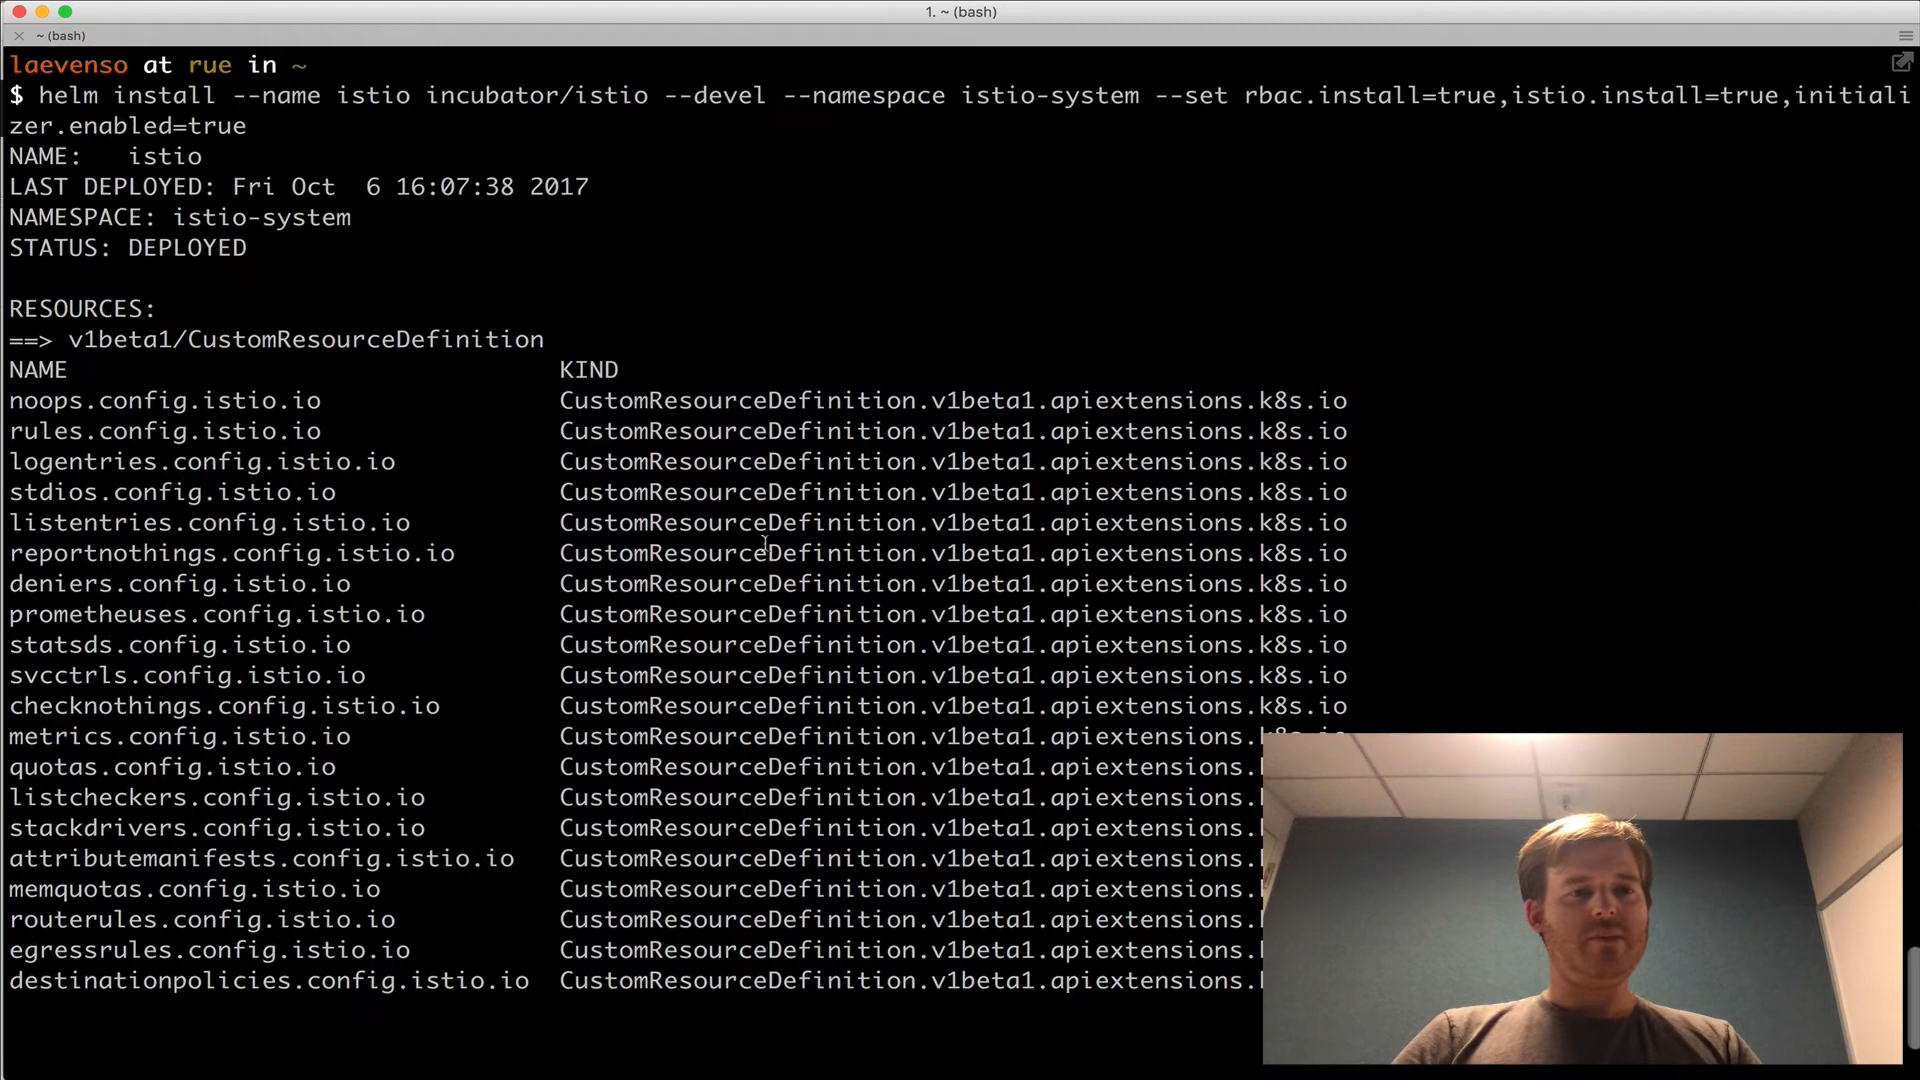 1. ~ (bash)
~ (bash)
laevenso at rue in ~
$ helm install --name istio incubator/istio --devel --namespace istio-system --set rbac.install=true,istio.install=true,initiali
zer.enabled=true
NAME:   istio
LAST DEPLOYED: Fri Oct  6 16:07:38 2017
NAMESPACE: istio-system
STATUS: DEPLOYED
RESOURCES:
==> v1beta1/CustomResourceDefinition
NAME                                 KIND
noops.config.istio.io                CustomResourceDefinition.v1beta1.apiextensions.k8s.io
rules.config.istio.io                CustomResourceDefinition.v1beta1.apiextensions.k8s.io
logentries.config.istio.io           CustomResourceDefinition.v1beta1.apiextensions.k8s.io
stdios.config.istio.io               CustomResourceDefinition.v1beta1.apiextensions.k8s.io
listentries.config.istio.io          CustomResourceDefinition.v1beta1.apiextensions.k8s.io
reportnothings.config.istio.io       CustomResourceDefinition.v1beta1.apiextensions.k8s.io
deniers.config.istio.io              CustomResourceDefinition.v1beta1.apiextensions.k8s.io
prometheuses.config.istio.io         CustomResourceDefinition.v1beta1.apiextensions.k8s.io
statsds.config.istio.io              CustomResourceDefinition.v1beta1.apiextensions.k8s.io
svcctrls.config.istio.io             CustomResourceDefinition.v1beta1.apiextensions.k8s.io
checknothings.config.istio.io        CustomResourceDefinition.v1beta1.apiextensions.k8s.io
metrics.config.istio.io              CustomResourceDefinition.v1beta1.apiextensions.k8s.io
quotas.config.istio.io               CustomResourceDefinition.v1beta1.apiextensions.
listcheckers.config.istio.io         CustomResourceDefinition.v1beta1.apiextensions.
stackdrivers.config.istio.io         CustomResourceDefinition.v1beta1.apiextensions.
attributemanifests.config.istio.io   CustomResourceDefinition.v1beta1.apiextensions.
memquotas.config.istio.io            CustomResourceDefinition.v1beta1.apiextensions.
routerules.config.istio.io           CustomResourceDefinition.v1beta1.apiextensions.
egressrules.config.istio.io          CustomResourceDefinition.v1beta1.apiextensions.
destinationpolicies.config.istio.io  CustomResourceDefinition.v1beta1.apiextensions.